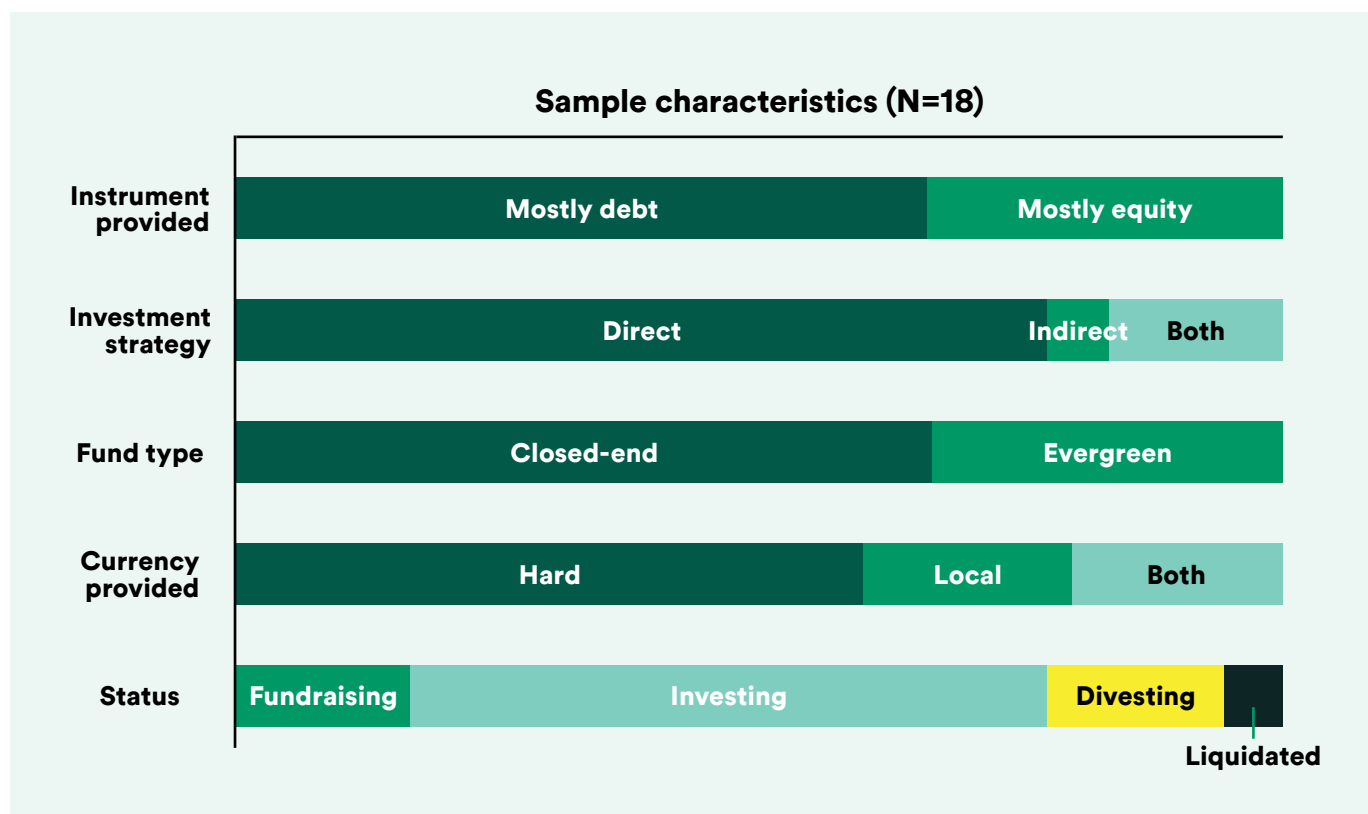 Sample characteristics (N=18)
Instrument
provided
Mostly debt
Mostly equity
Investment
strategy
Direct
Indirect
Both
Fund type
Closed-end
Evergreen
Currency
provided
Hard
Local
Both
Status
Fundraising
Investing
Divesting
Liquidated